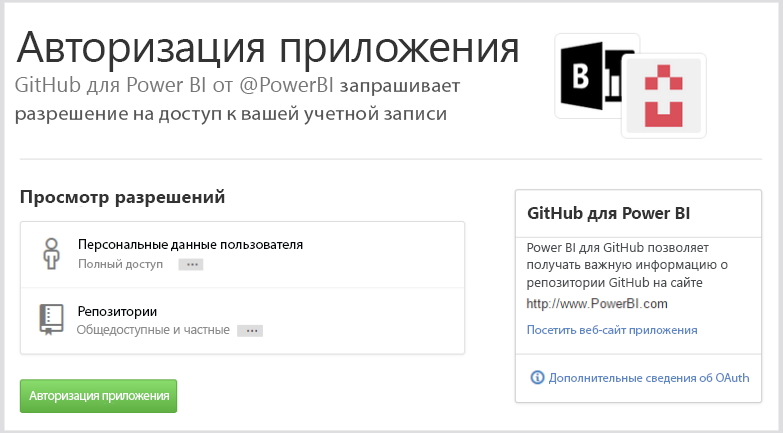 Авторизация приложения
GitHub для Power BI от @PowerBI запрашивает
разрешение на доступ к вашей учетной записи
B
Просмотр разрешений
Персональные данные пользователя
Полный доступ ...
Репозитории
Общедоступные и частные ...
Авторизация приложения
GitHub для Power BI
Power BI для GitHub позволяет
получать важную информацию о
репозитории GitHub на сайте
http://www.PowerBI.com
Посетить веб-сайт приложения
Дополнительные сведения об OAuth